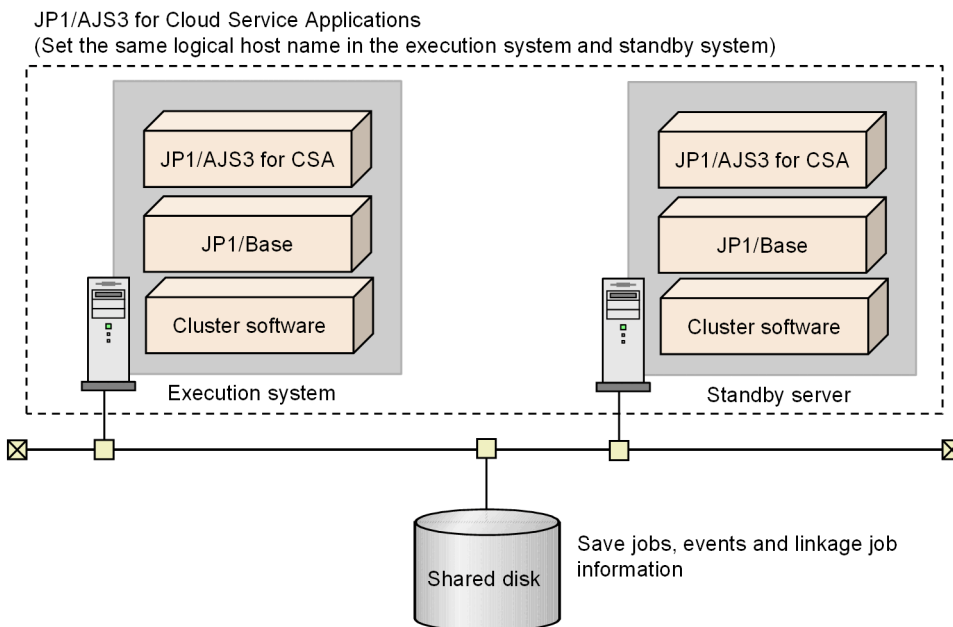 JP1/AJS3 for Cloud Service Applications
(Set the same logical host name in the execution system and standby system)
JP1/AJS3 for CSA
JP1/Base
Cluster software
Execution system
JP1/AJS3 for CSA
JP1/Base
Cluster software
Standby server
Shared disk
Save jobs, events and linkage job
information